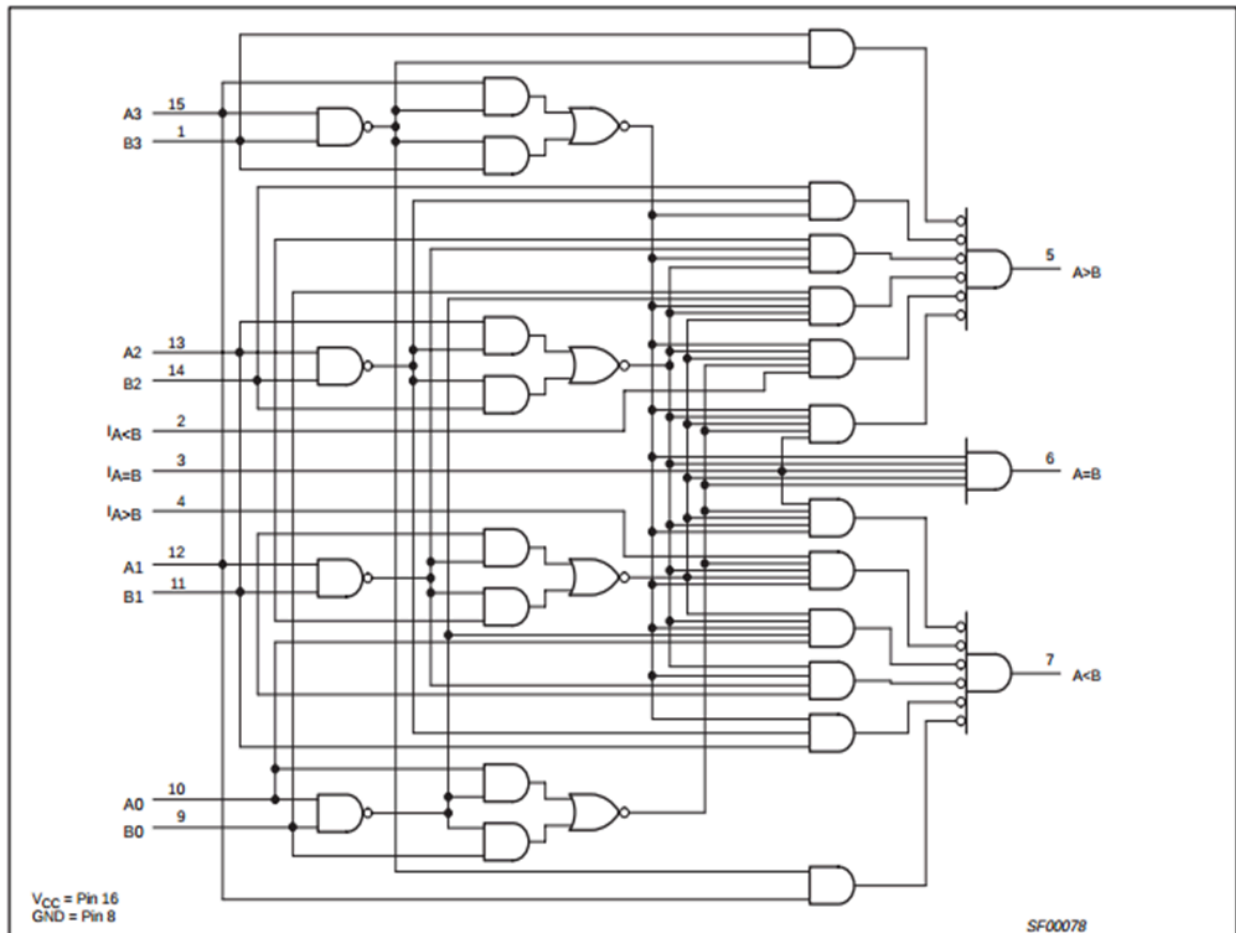 A3 15
B3 1
A2 13
B2 14
IA<B 2
IA=B 3
IA>B 4
A1 12
B1 11
A0 10
B0 9
5 A>B
6 A=B
7 A<B
VCC = Pin 16
GND = Pin 8
SF00078